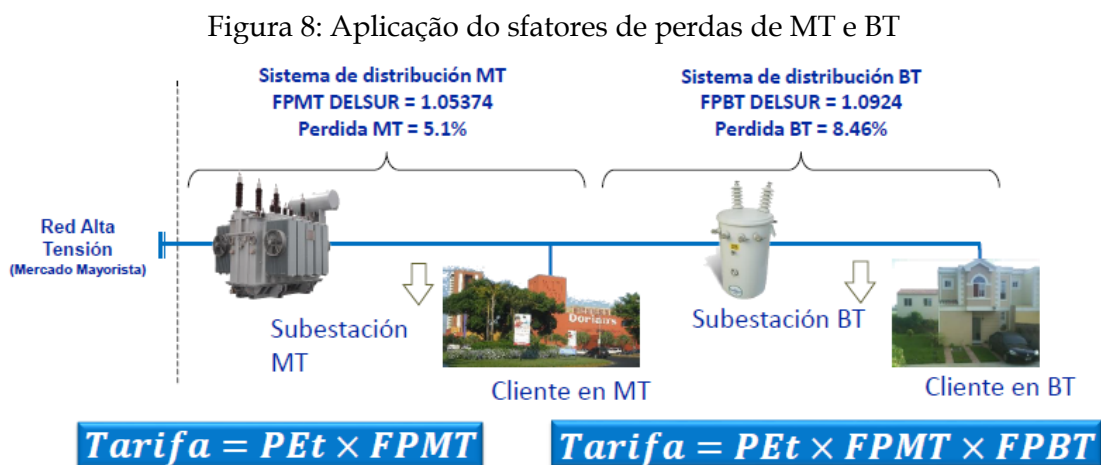 Figura 8: Aplicação do sfatores de perdas de MT e BT
Sistema de distribución MT
FPMT DELSUR = 1.05374
Perdida MT = 5.1%
Sistema de distribución BT
FPBT DELSUR = 1.0924
Perdida BT = 8.46%
Red Alta
Tensión
(Mercado Mayorista)
Subestación
MT
Cliente en MT
Subestación BT
Cliente en BT
Tarifa = PEt × FPMT
Tarifa = PEt × FPMT × FPBT